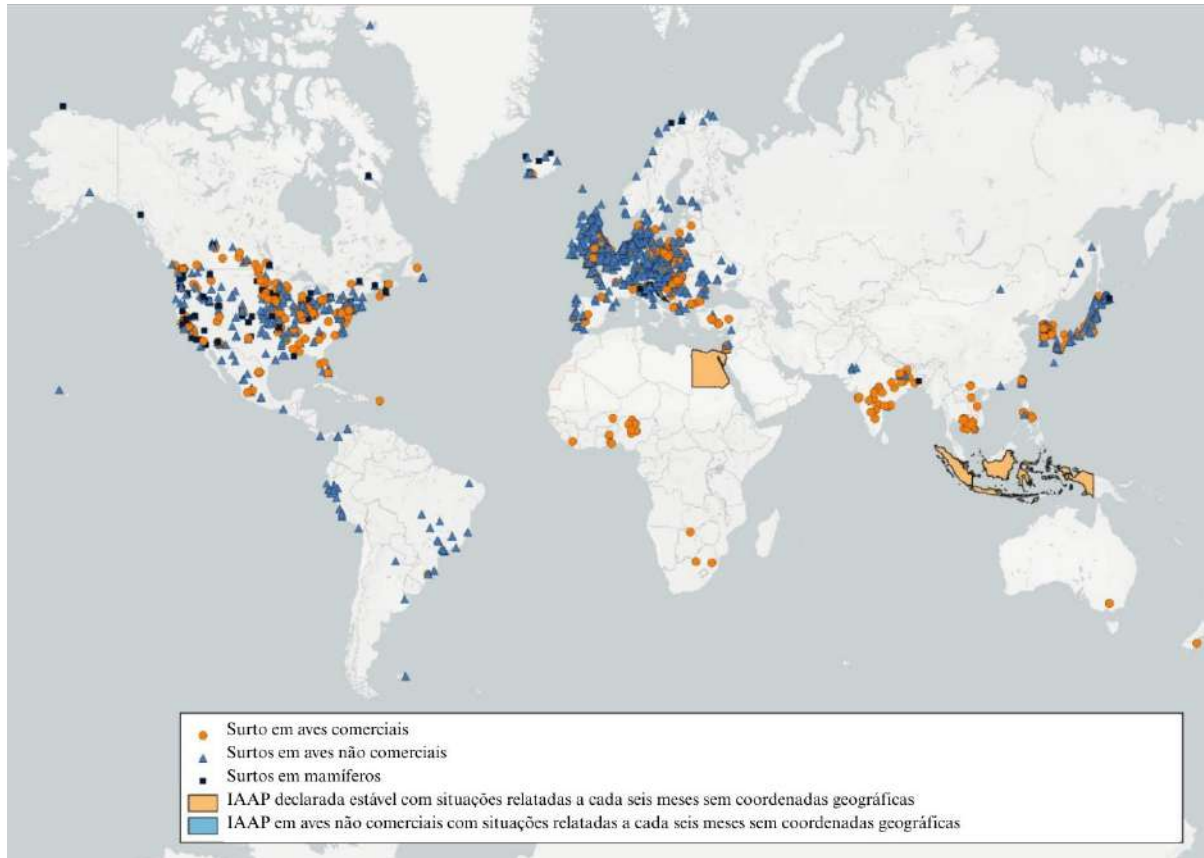 Surto em aves comerciais
Surtos em aves não comerciais
Surtos em mamíferos
IAAP declarada estável com situações relatadas a cada seis meses sem coordenadas geográficas
IAAP em aves não comerciais com situações relatadas a cada seis meses sem coordenadas geográficas